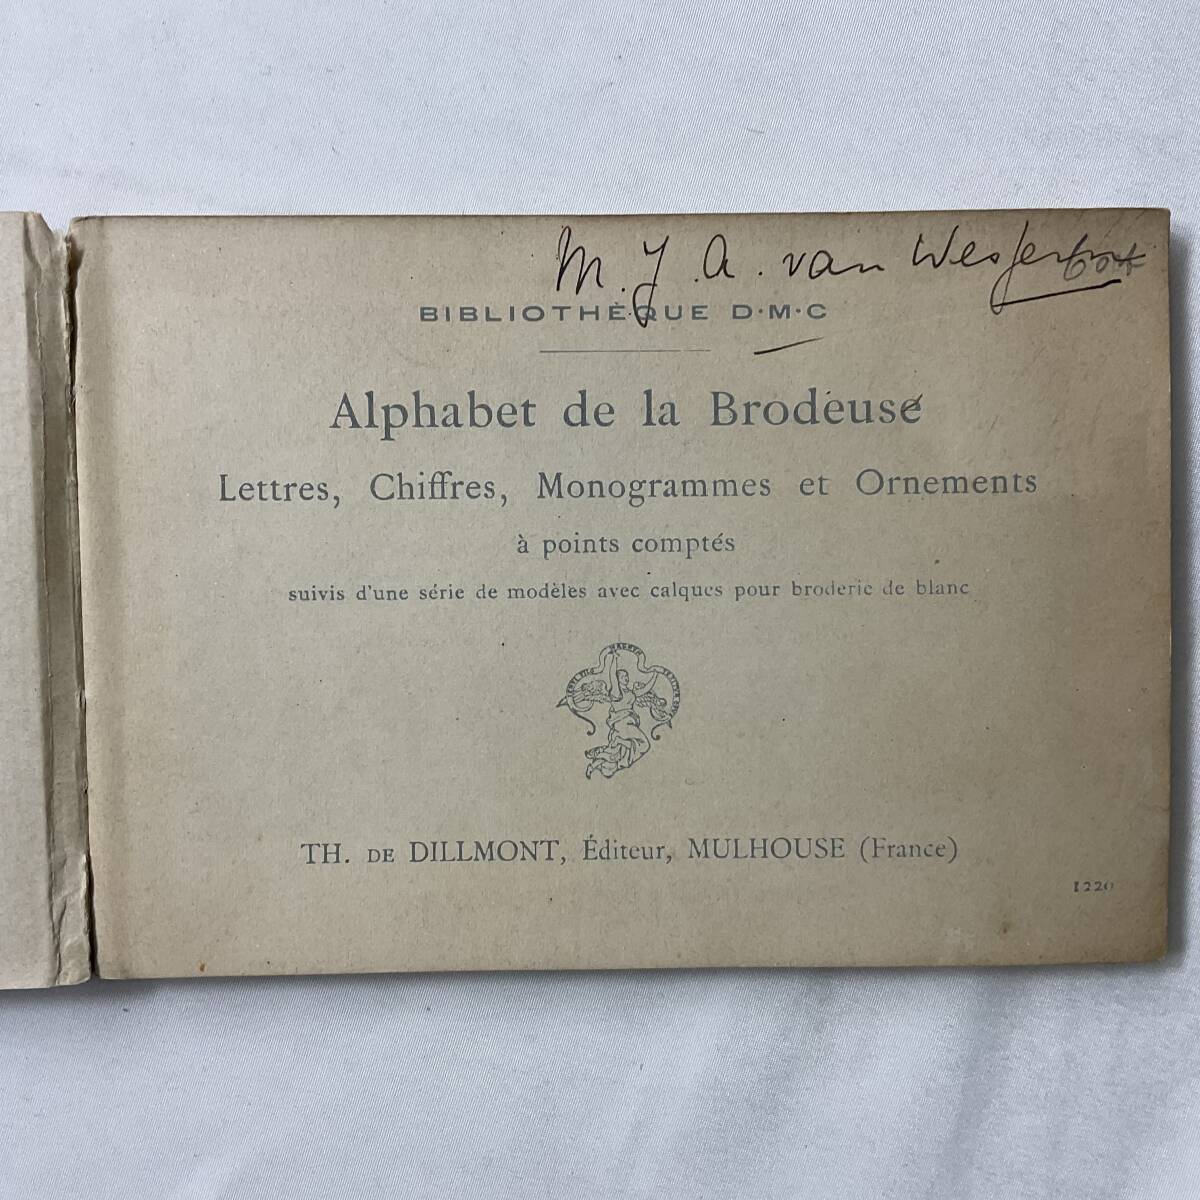 M. J. A. van
BIBLIOTHÈQUE D·M·C
Alphabet de la Brodeuse
Lettres, Chiffres, Monogrammes et Ornements
à points comptés
suivis d'une série de modèles avec calques pour broderie de blanc
TH. DE DILLMONT, Éditeur, MULHOUSE (France)
1220